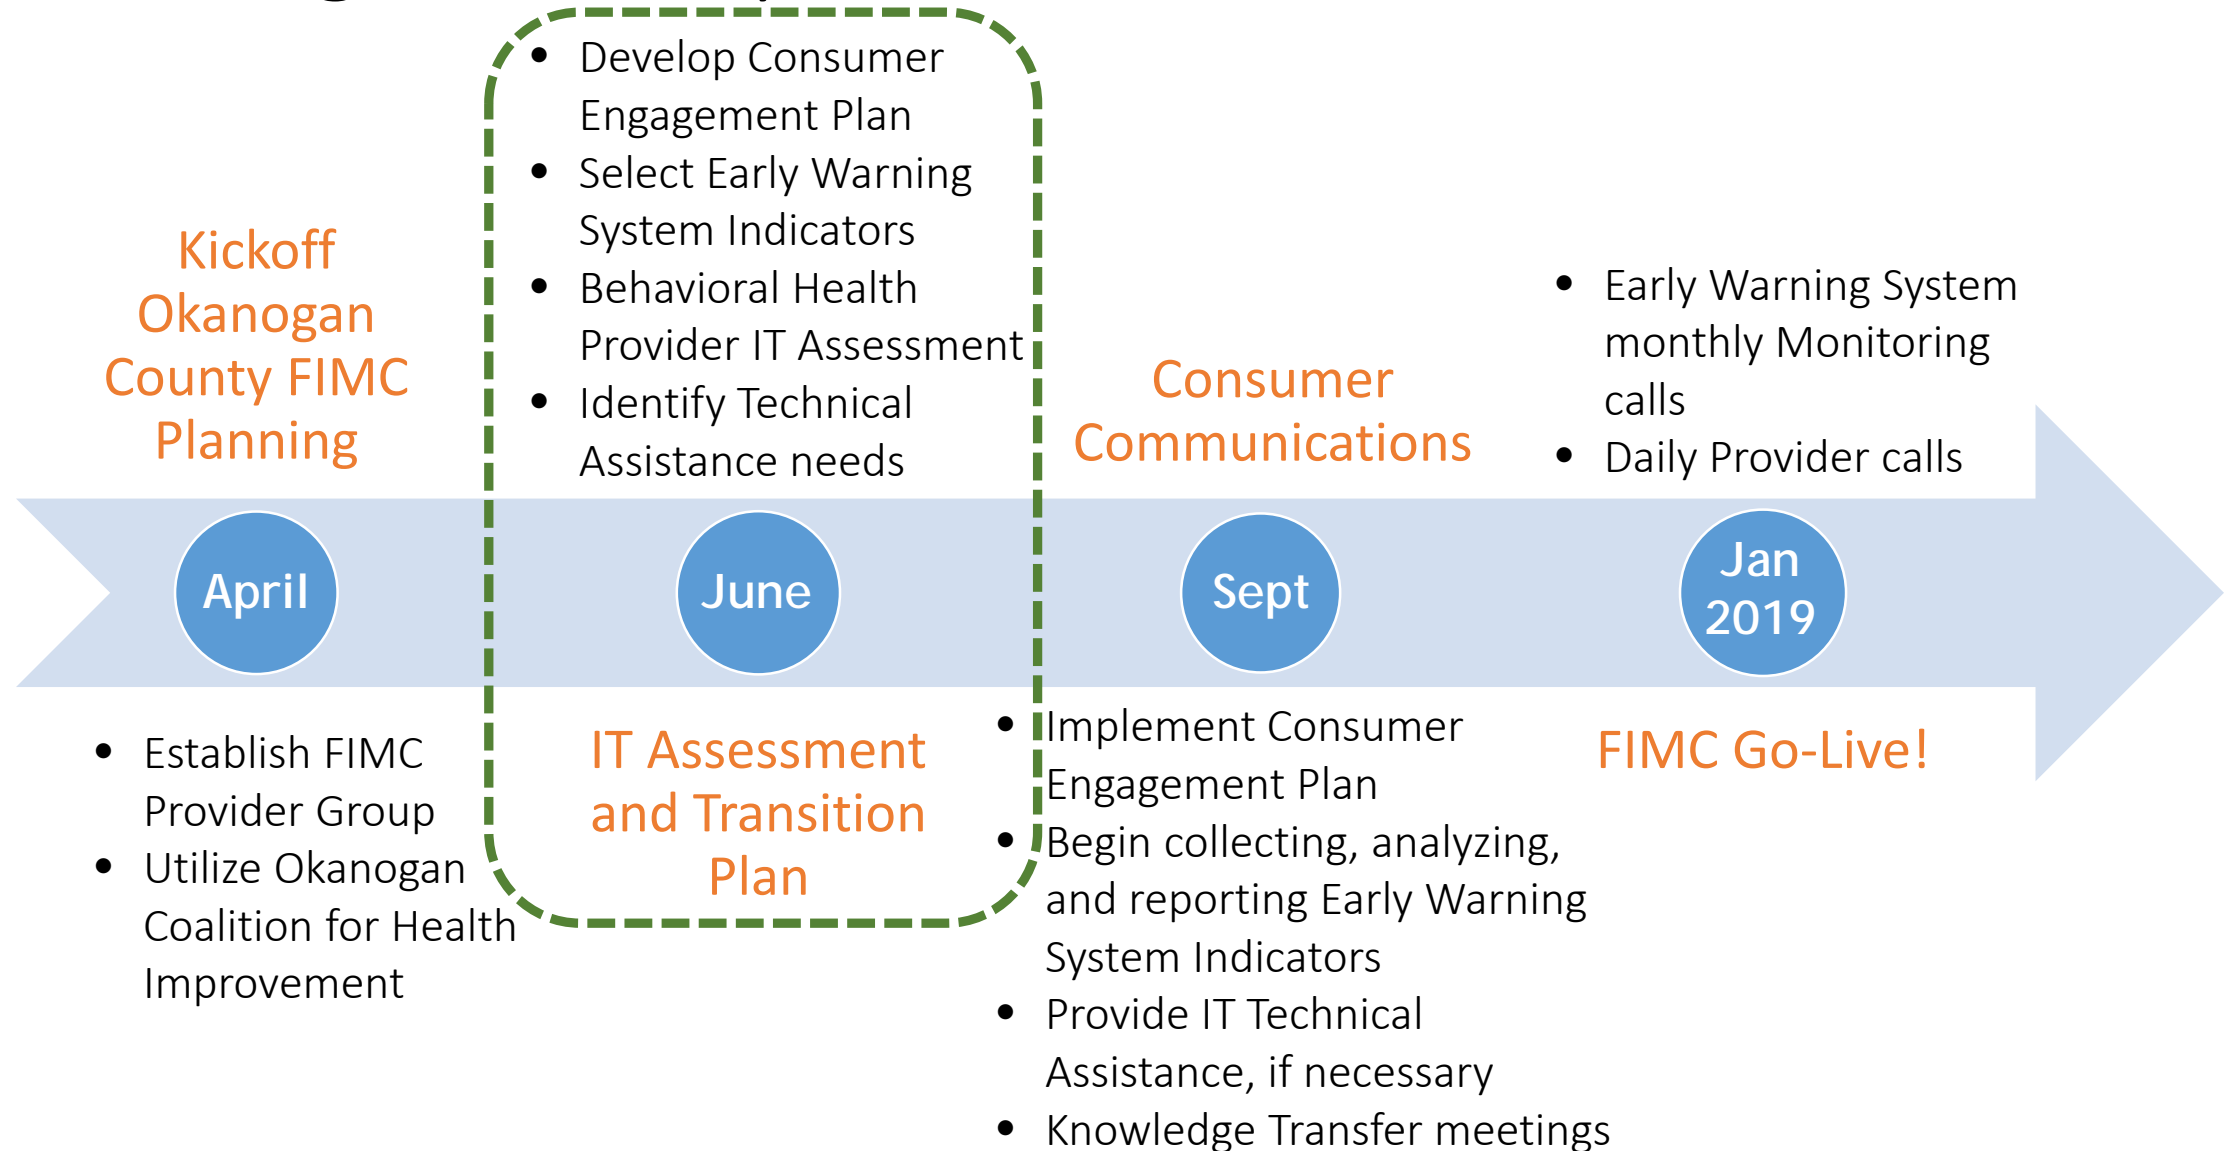 Kickoff
Okanogan
County FIMC
Planning
April
• Establish FIMC
Provider Group
• Utilize Okanogan
Coalition for Health
Improvement
• Develop Consumer
Engagement Plan
• Select Early Warning
System Indicators
• Behavioral Health
Provider IT Assessment
• Identify Technical
Assistance needs
June
IT Assessment
and Transition
Plan
Consumer
Communications
Sept
• Implement Consumer
Engagement Plan
• Begin collecting, analyzing,
and reporting Early Warning
System Indicators
• Provide IT Technical
Assistance, if necessary
• Knowledge Transfer meetings
• Early Warning System
monthly Monitoring
calls
• Daily Provider calls
Jan
2019
FIMC Go-Live!